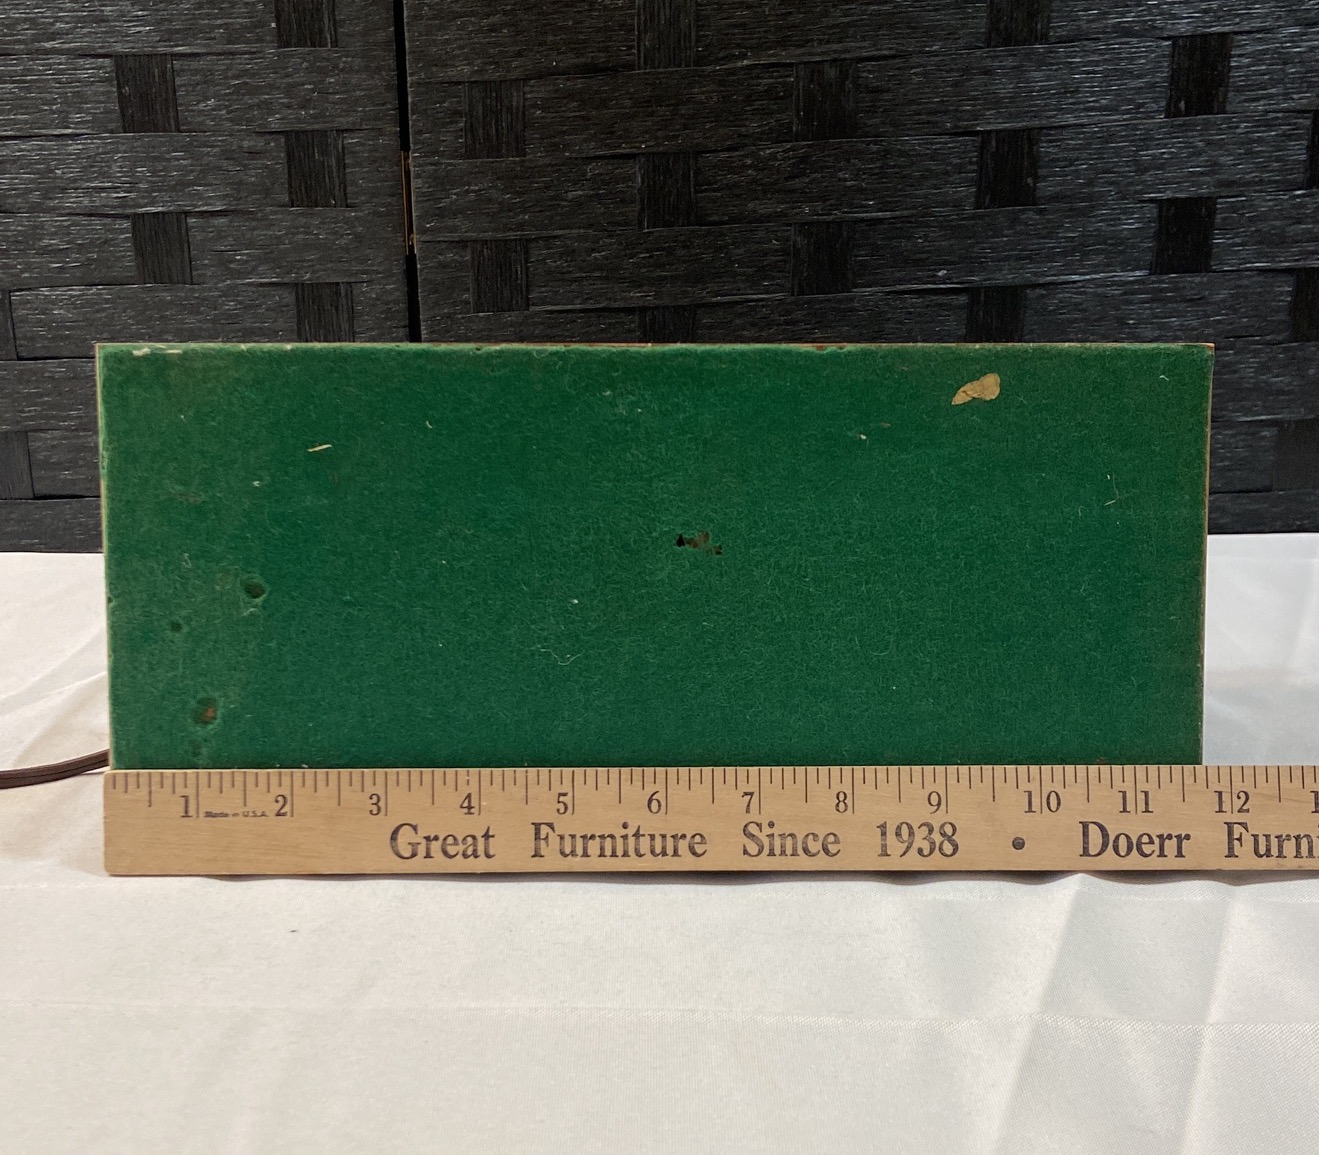 1 2 3 4 5 6 7 8 9 10 11 12
Made in U.S.A.
Great Furniture Since 1938 • Doerr Furni